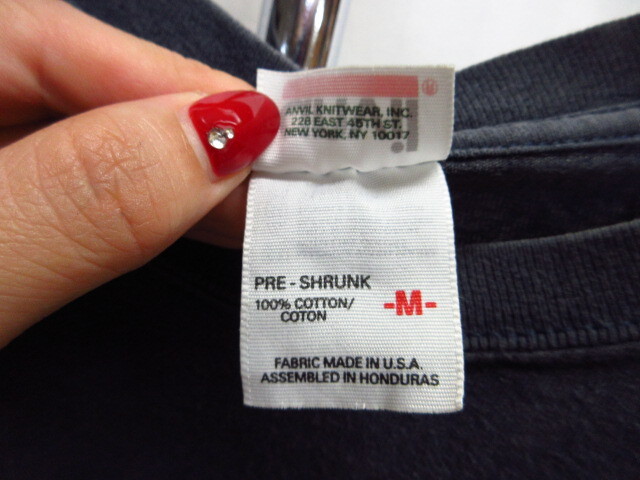 ANVIL KNITWEAR, INC.
228 EAST 45TH ST.
NEW YORK, NY 10017
PRE - SHRUNK
100% COTTON/
COTON
-M-
FABRIC MADE IN U.S.A.
ASSEMBLED IN HONDURAS